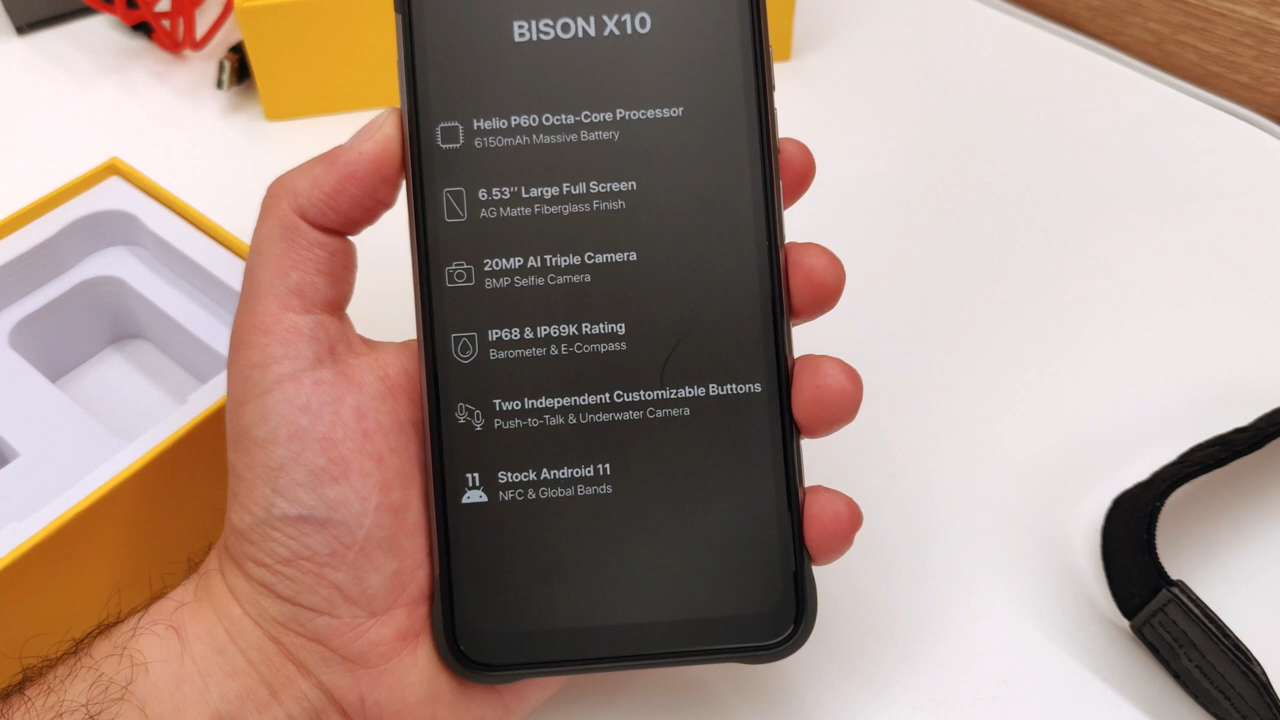 BISON X10
Helio P60 Octa-Core Processor
6150mAh Massive Battery
6.53″ Large Full Screen
AG Matte Fiberglass Finish
20MP AI Triple Camera
8MP Selfie Camera
IP68 & IP69K Rating
Barometer & E-Compass
Two Independent Customizable Buttons
Push-to-Talk & Underwater Camera
11
Stock Android 11
NFC & Global Bands